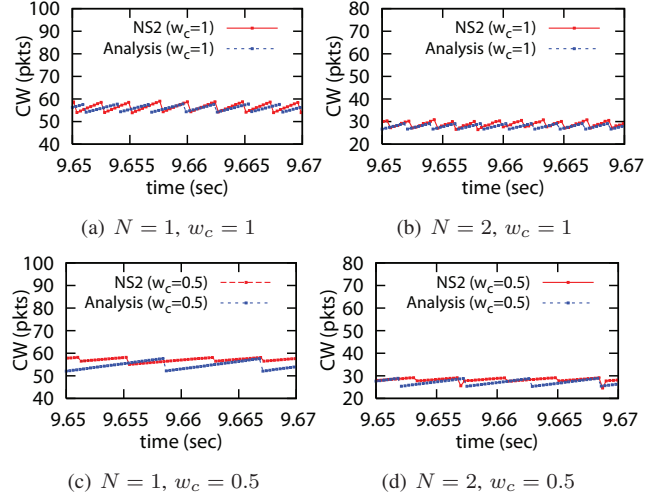 100
90
80
70
60
50
40
CW (pkts)
NS2 (w_c=1)
Analysis (w_c=1)
9.65 9.655 9.66 9.665 9.67
time (sec)
(a) N = 1, w_c = 1
80
70
60
50
40
30
20
CW (pkts)
NS2 (w_c=1)
Analysis (w_c=1)
9.65 9.655 9.66 9.665 9.67
time (sec)
(b) N = 2, w_c = 1
100
90
80
70
60
50
40
CW (pkts)
NS2 (w_c=0.5)
Analysis (w_c=0.5)
9.65 9.655 9.66 9.665 9.67
time (sec)
(c) N = 1, w_c = 0.5
80
70
60
50
40
30
20
CW (pkts)
NS2 (w_c=0.5)
Analysis (w_c=0.5)
9.65 9.655 9.66 9.665 9.67
time (sec)
(d) N = 2, w_c = 0.5